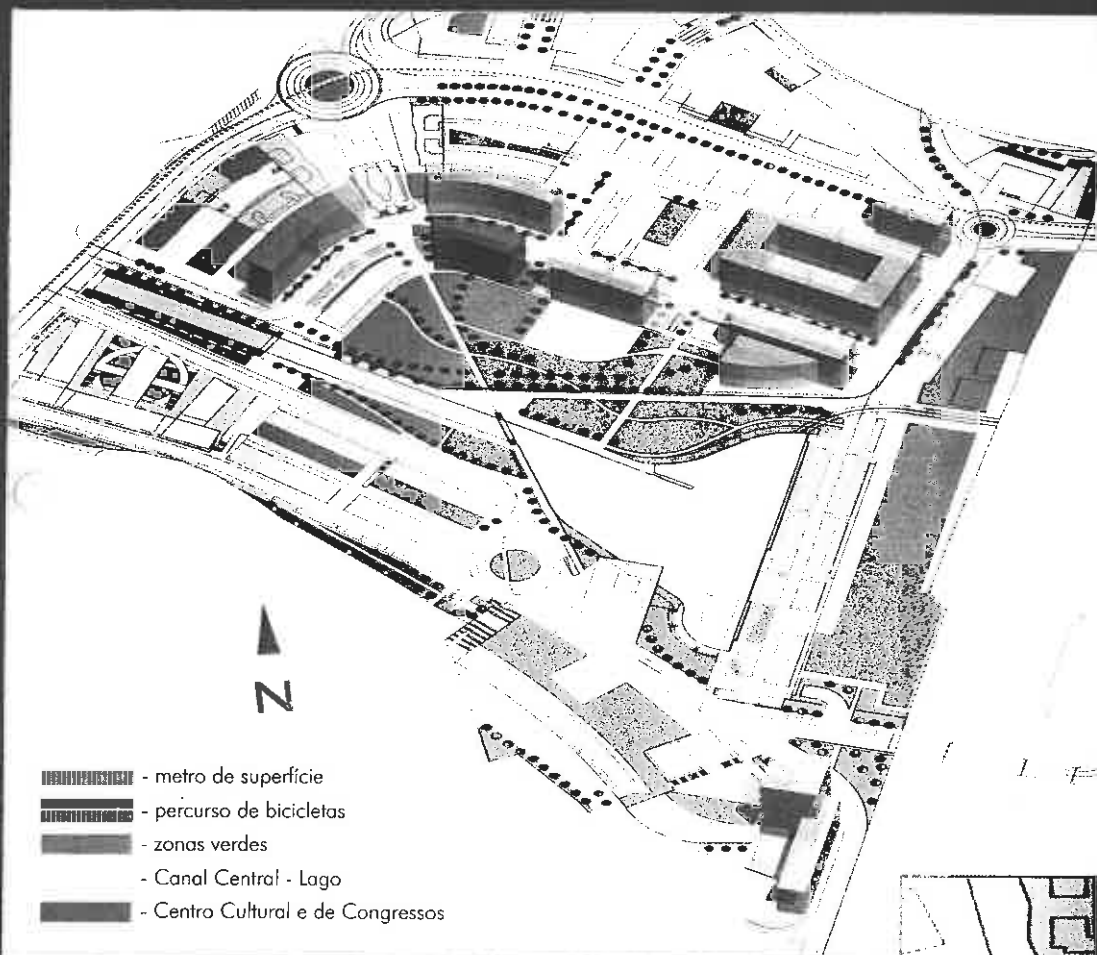 N
- metro de superfície
- percurso de bicicletas
- zonas verdes
- Canal Central - Lago
- Centro Cultural e de Congressos